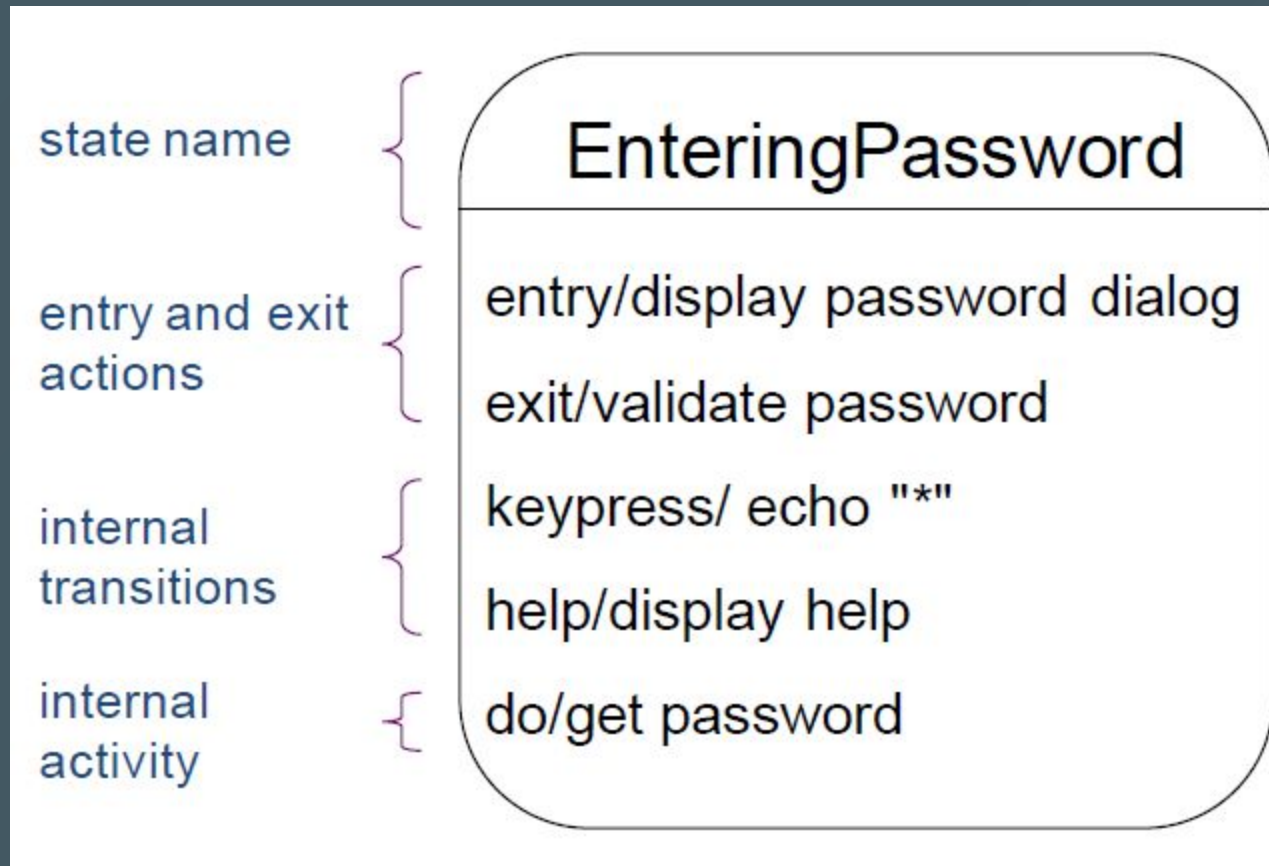 state name
EnteringPassword
entry and exit
actions
entry/display password dialog
exit/validate password
internal
transitions
keypress/ echo "*"
help/display help
internal
activity
do/get password